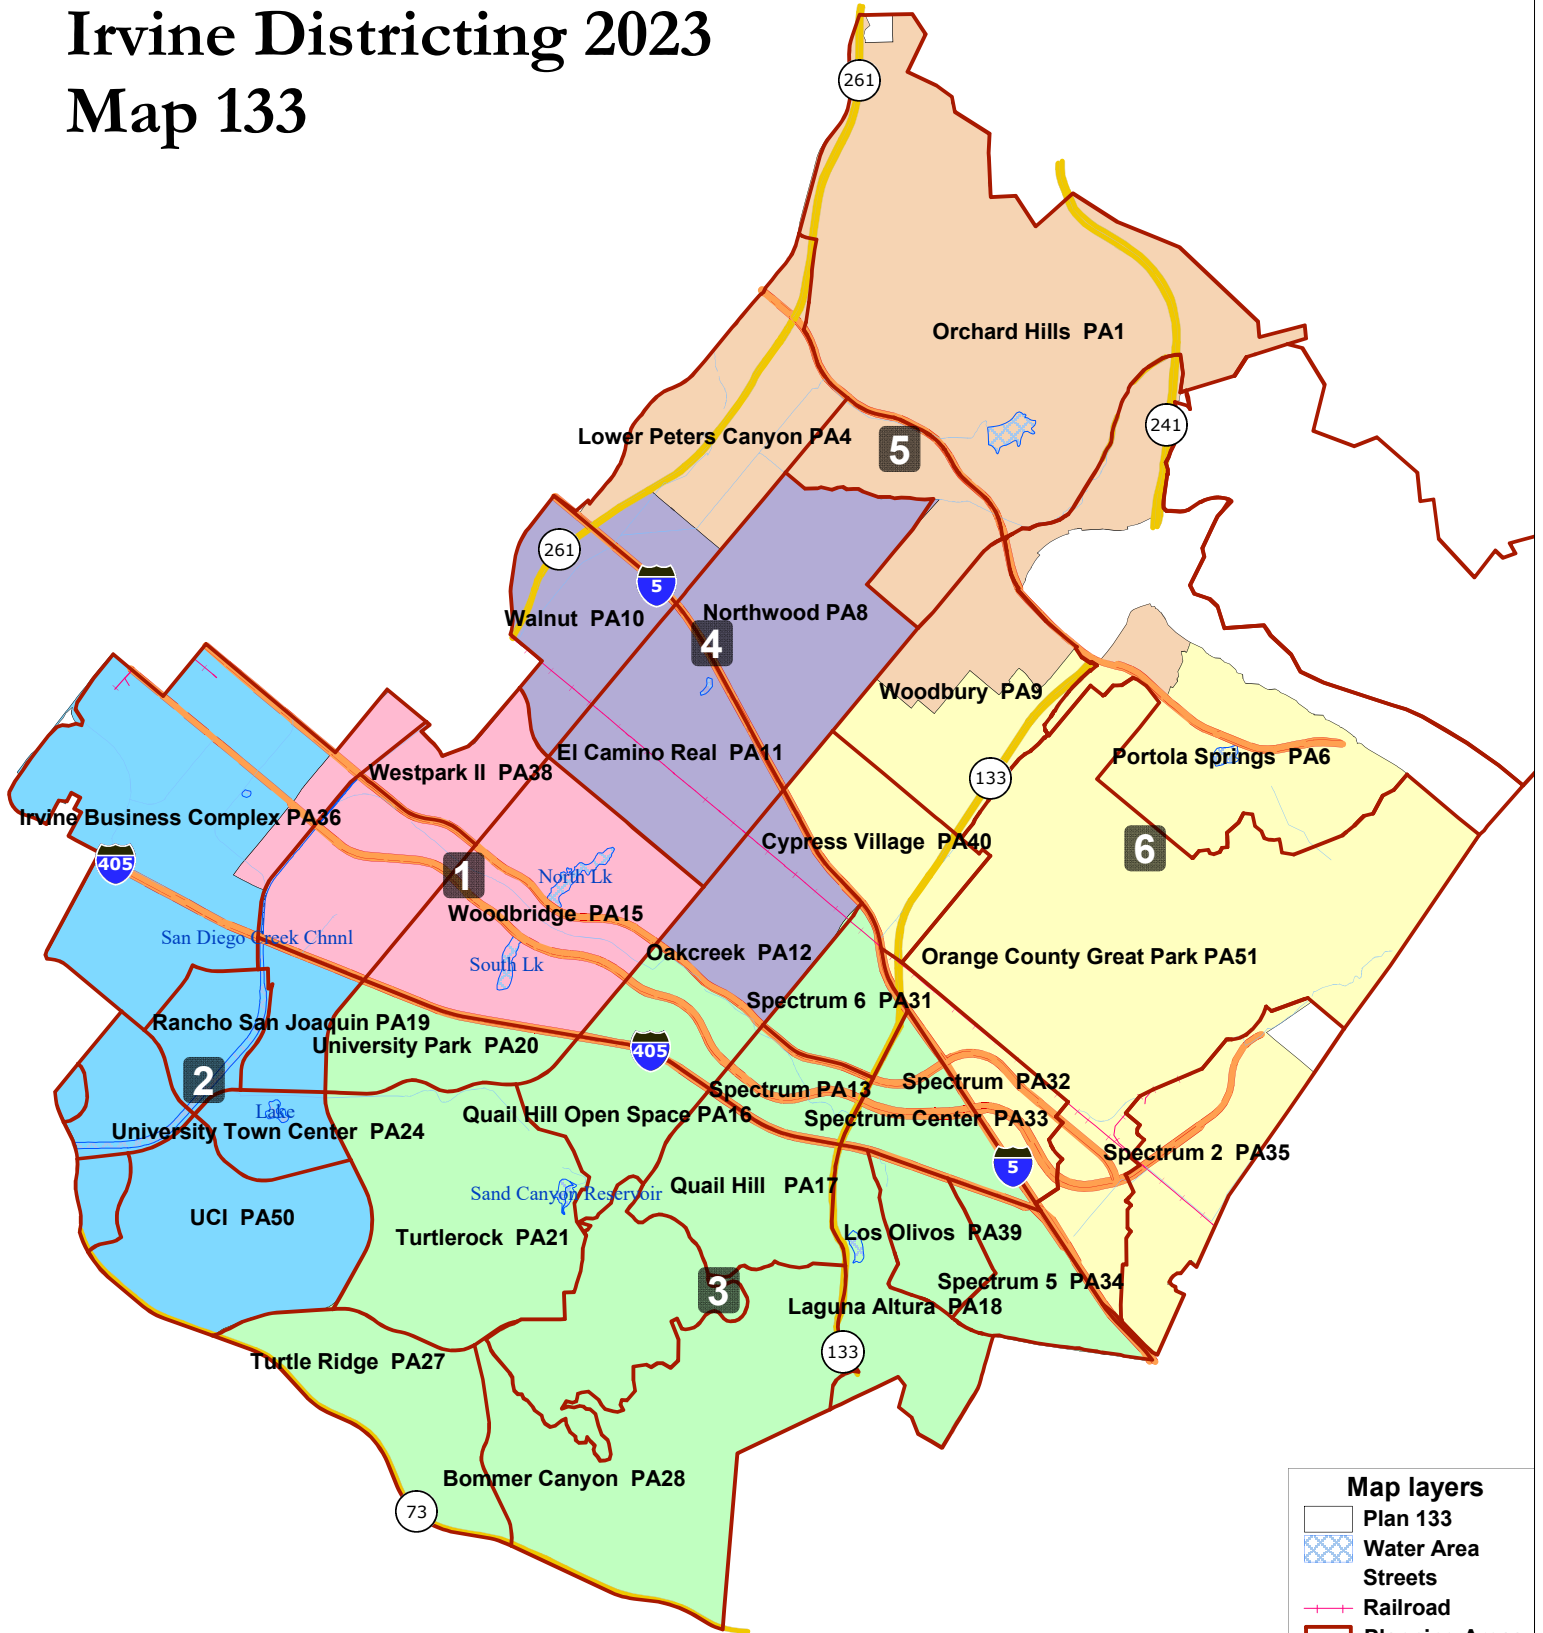 Irvine Districting 2023
Map 133
261
Orchard Hills PA1
241
Lower Peters Canyon PA4
5
261
5
Walnut PA10
Northwood PA8
4
Woodbury PA9
El Camino Real PA11
Portola Springs PA6
Westpark II PA38
133
Irvine Business Complex PA36
Cypress Village PA40
6
405
1
North Lk
Woodbridge PA15
San Diego Creek Chnnl
Oakcreek PA12
Orange County Great Park PA51
South Lk
Spectrum 6 PA31
Rancho San Joaquin PA19
University Park PA20
405
2
Spectrum PA13
Spectrum PA32
Lake
Quail Hill Open Space PA16
Spectrum Center PA33
University Town Center PA24
Spectrum 2 PA35
5
Sand Canyon Reservoir
Quail Hill PA17
UCI PA50
Turtlerock PA21
Los Olivos PA39
3
Spectrum 5 PA34
Laguna Altura PA18
133
Turtle Ridge PA27
Bommer Canyon PA28
73
Map layers
Plan 133
Water Area
Streets
Railroad